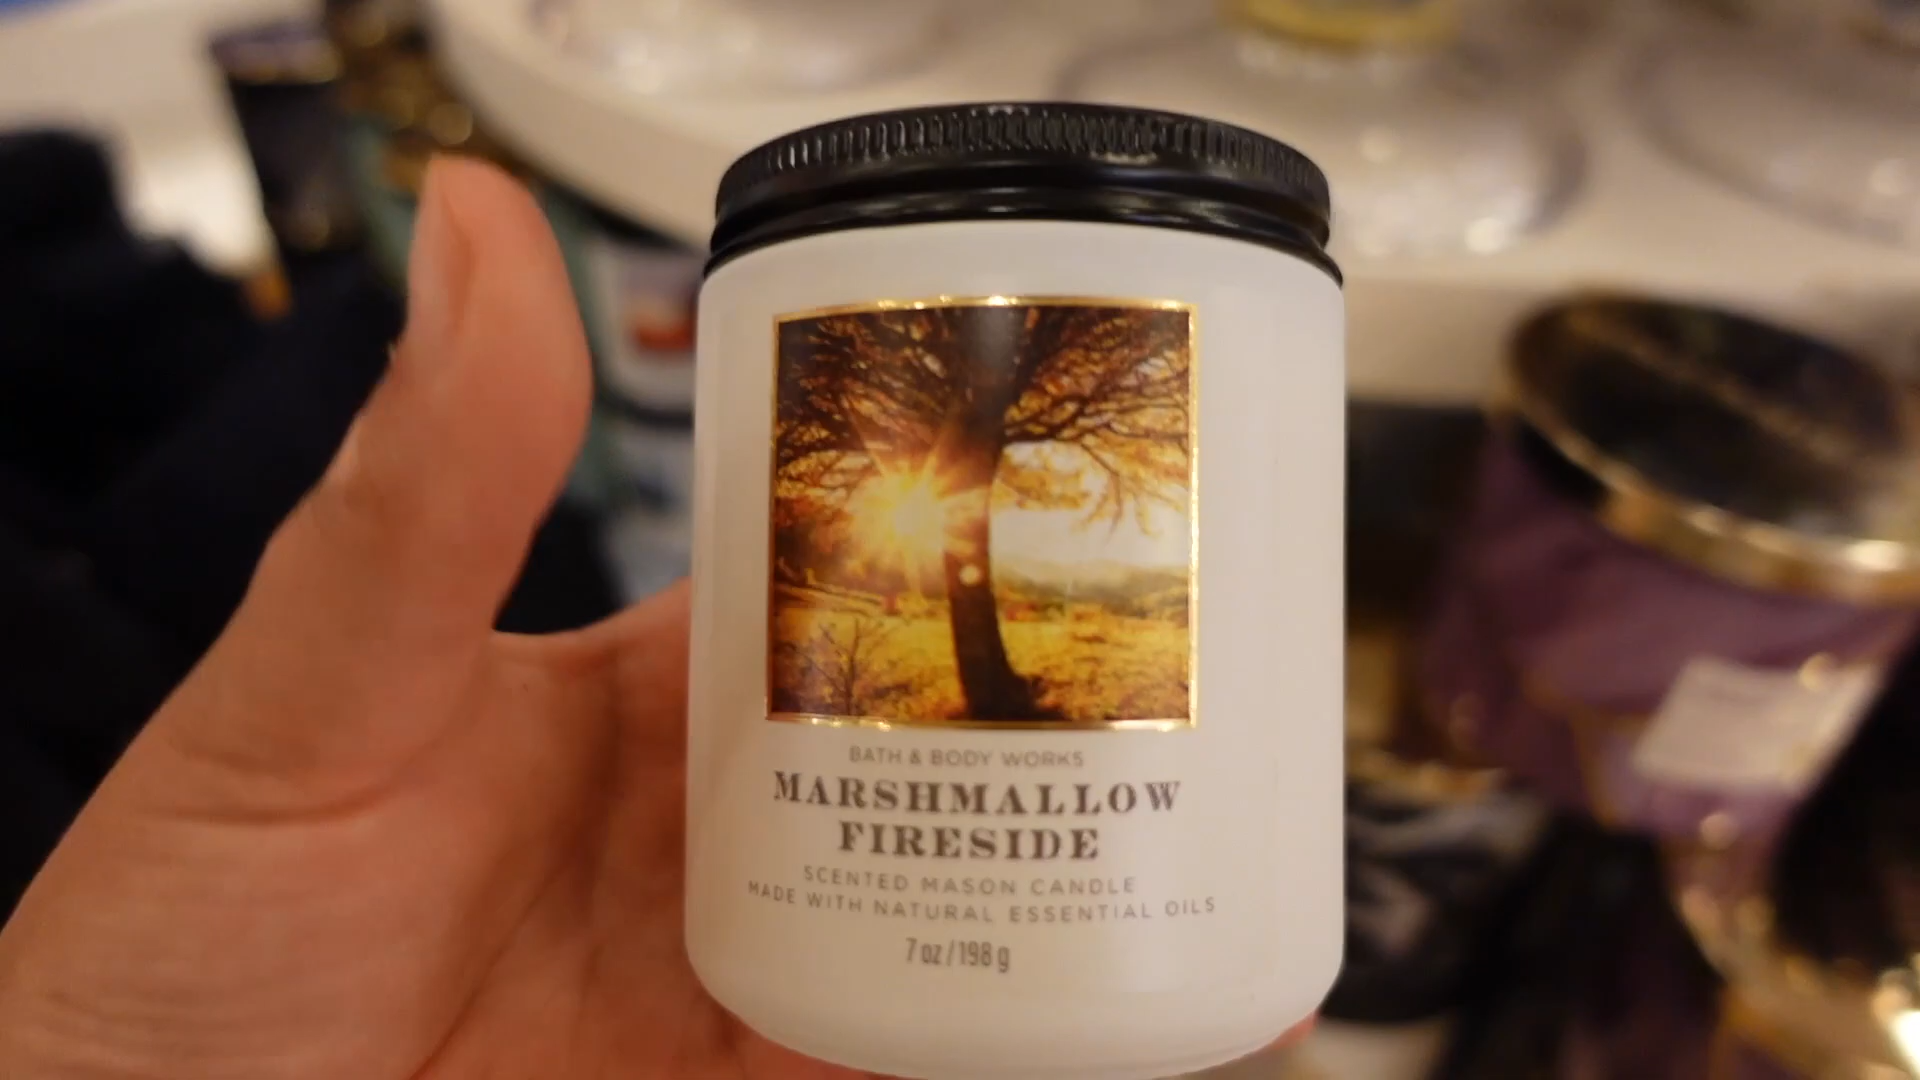 BATH & BODY WORKS
MARSHMALLOW
FIRESIDE
SCENTED MASON CANDLE
MADE WITH NATURAL ESSENTIAL OILS
7 oz / 198 g